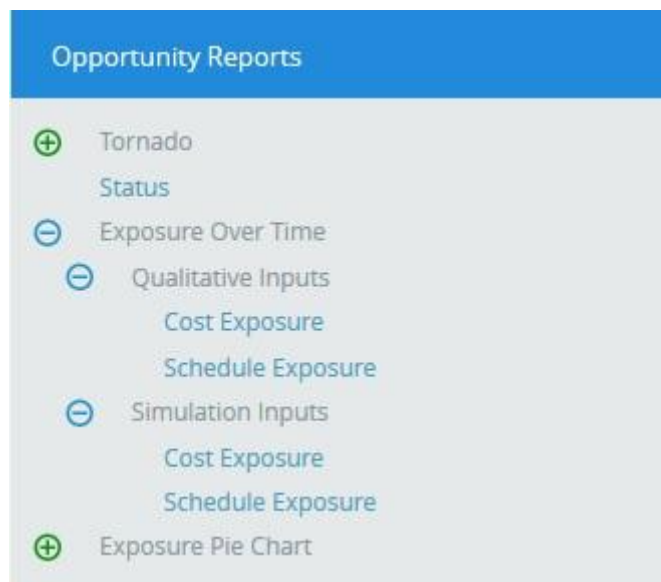 Opportunity Reports
Tornado
Status
Exposure Over Time
Qualitative Inputs
Cost Exposure
Schedule Exposure
Simulation Inputs
Cost Exposure
Schedule Exposure
Exposure Pie Chart